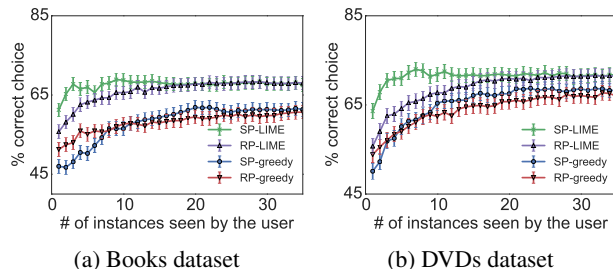 85
65
45
% correct choice
SP-LIME
RP-LIME
SP-greedy
RP-greedy
0 10 20 30
# of instances seen by the user
(a) Books dataset
85
65
45
% correct choice
SP-LIME
RP-LIME
SP-greedy
RP-greedy
0 10 20 30
# of instances seen by the user
(b) DVDs dataset